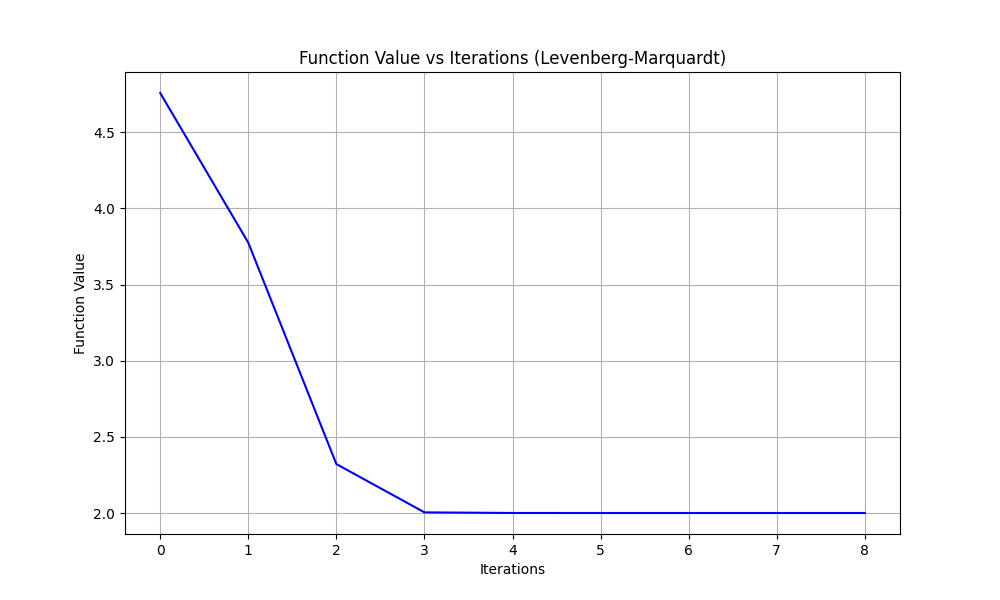 Function Value vs Iterations (Levenberg-Marquardt)
Function Value
4.5
4.0
3.5
3.0
2.5
2.0
0 1 2 3 4 5 6 7 8
Iterations